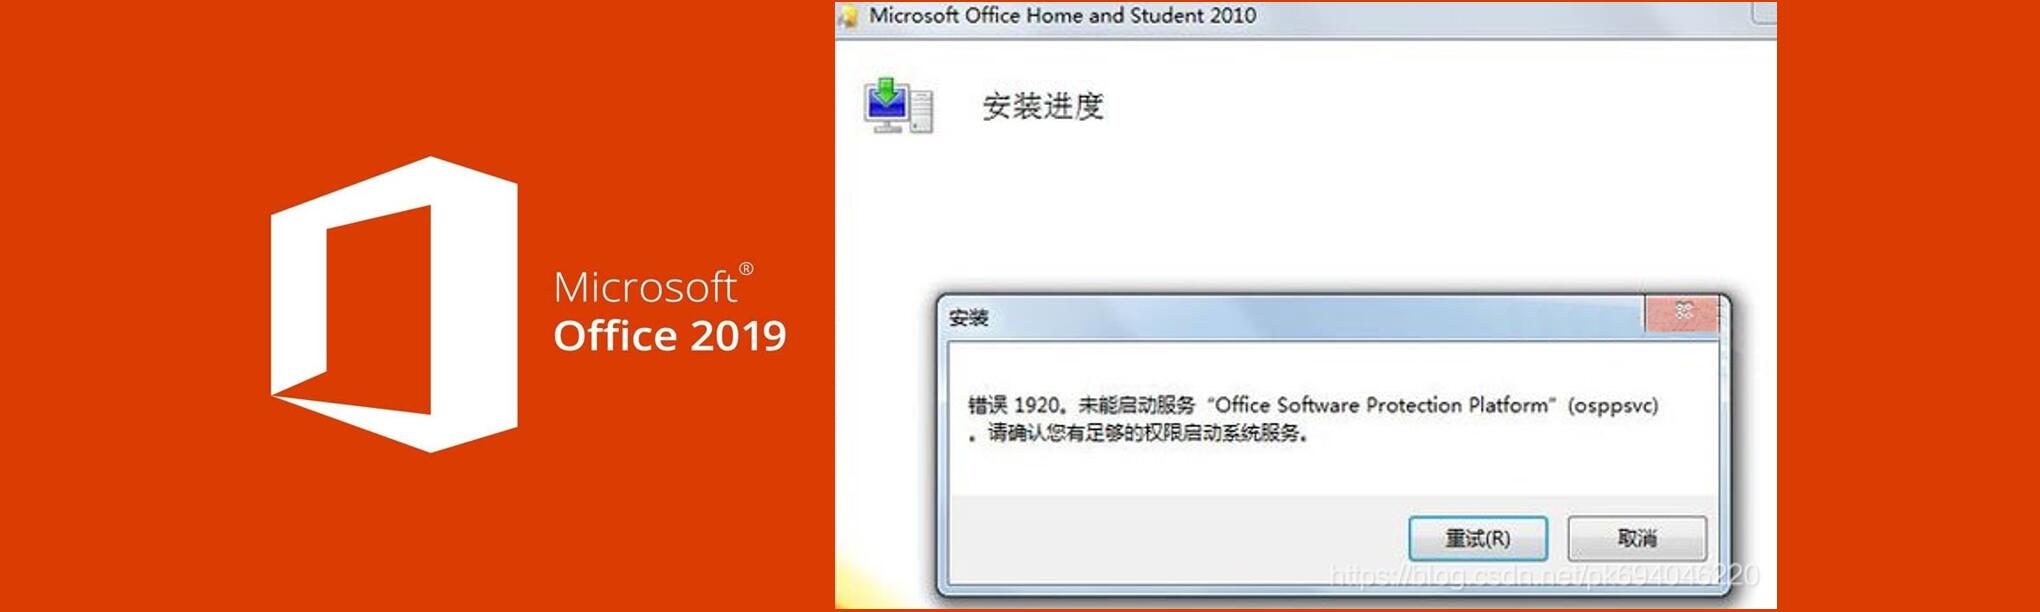 Microsoft®
Office 2019
Microsoft Office Home and Student 2010
安装进度
安装
错误 1920。未能启动服务“Office Software Protection Platform”(osppsvc)
。请确认您有足够的权限启动系统服务。
重试(R)
取消
https://blog.csdn.net/pk694046220